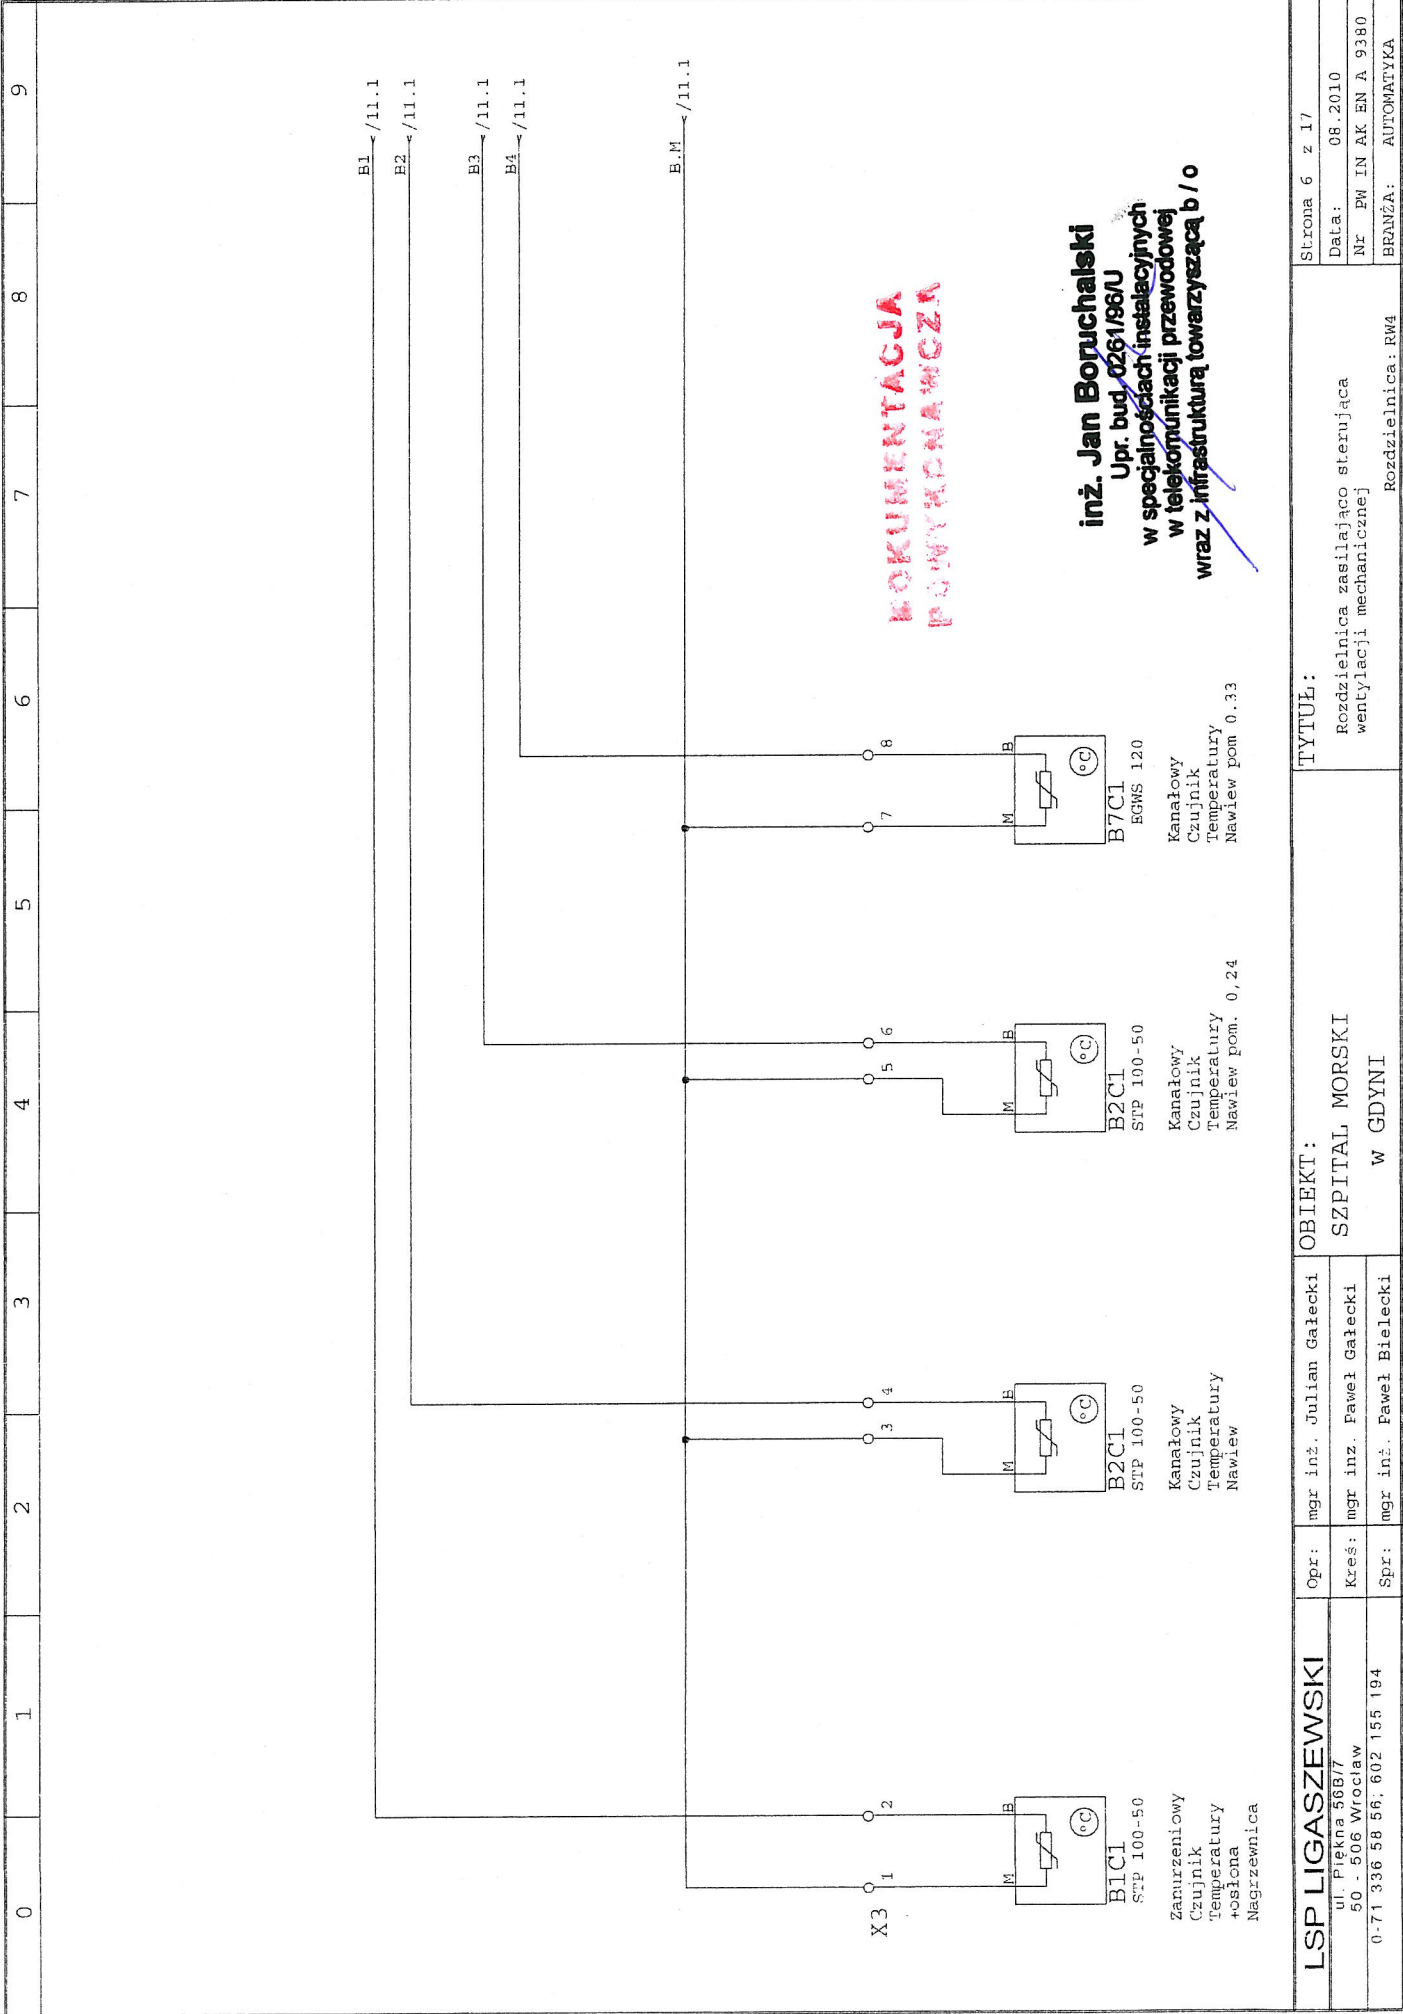 0 1 2 3 4 5 6 7 8 9
B1 /11.1
B2 /11.1
B3 /11.1
B4 /11.1
B.M /11.1
X3
1 2 3 4 5 6 7 8
M B M B M B M B
°C °C °C °C
B1C1
STP 100-50
Zanurzeniowy
Czujnik
Temperatury
+osłona
Nagrzewnica
B2C1
STP 100-50
Kanałowy
Czujnik
Temperatury
Nawiew
B2C1
STP 100-50
Kanałowy
Czujnik
Temperatury
Nawiew pom. 0,24
B7C1
EGWS 120
Kanałowy
Czujnik
Temperatury
Nawiew pom 0.33
DOKUMENTACJA
POWYKONAWCZA
inż. Jan Boruchalski
Upr. bud. 0261/96/U
w specjalnościach instalacyjnych
w telekomunikacji przewodowej
wraz z infrastrukturą towarzyszącą b / o
LSP LIGASZEWSKI
ul. Piękna 56B/7
50 - 506 Wrocław
0-71 336 58 56; 602 155 194
Opr: mgr inż. Julian Gałecki
Kreś: mgr inz. Paweł Gałecki
Spr: mgr inż. Paweł Bielecki
OBIEKT:
SZPITAL MORSKI
W GDYNI
TYTUŁ:
Rozdzielnica zasilająco sterująca
wentylacji mechanicznej
Rozdzielnica: RW4
Strona 6 z 17
Data: 08.2010
Nr PW IN AK EN A 9380
BRANŻA: AUTOMATYKA